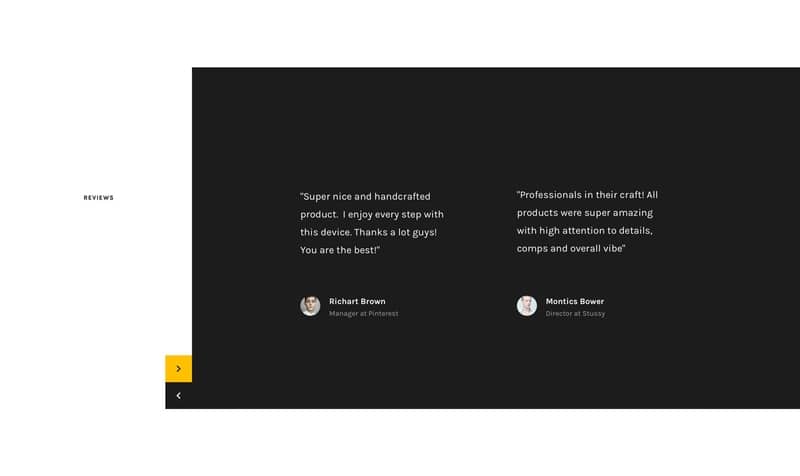 REVIEWS
"Super nice and handcrafted
product.  I enjoy every step with
this device. Thanks a lot guys!
You are the best!"
Richart Brown
Manager at Pinterest
"Professionals in their craft! All
products were super amazing
with high attention to details,
comps and overall vibe"
Montics Bower
Director at Stussy